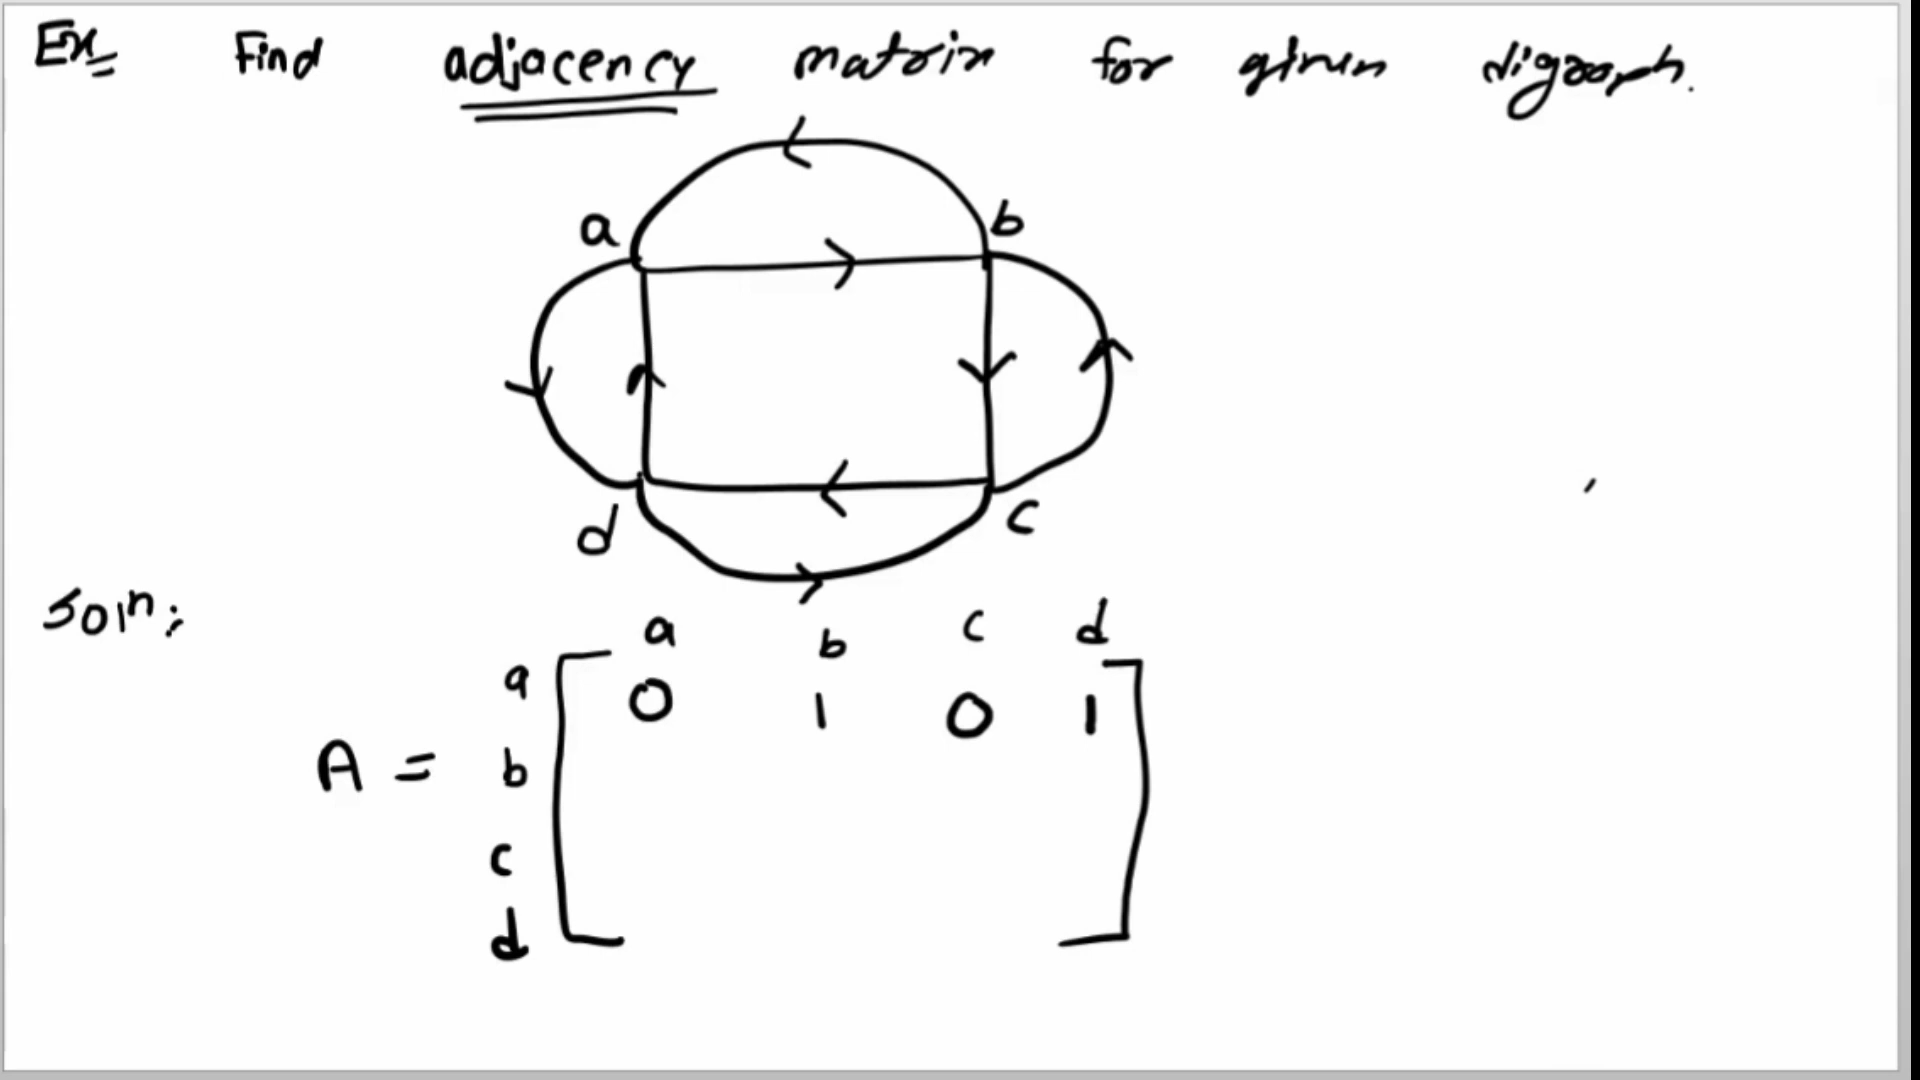 Ex Find adjacency matrix for given digraph.
a b
d c
Soln:
a b c d
a 0 1 0 1
A = b
c
d